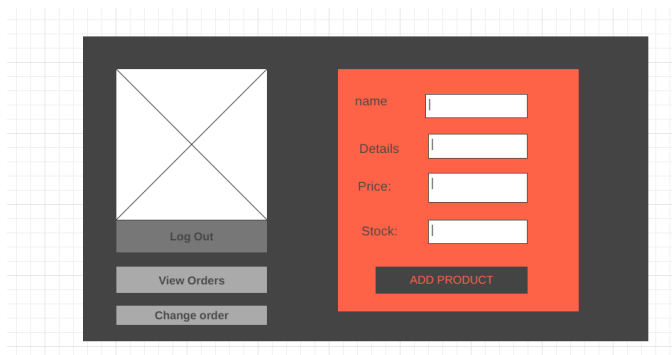 Log Out
View Orders
Change order
name
Details
Price:
Stock:
ADD PRODUCT